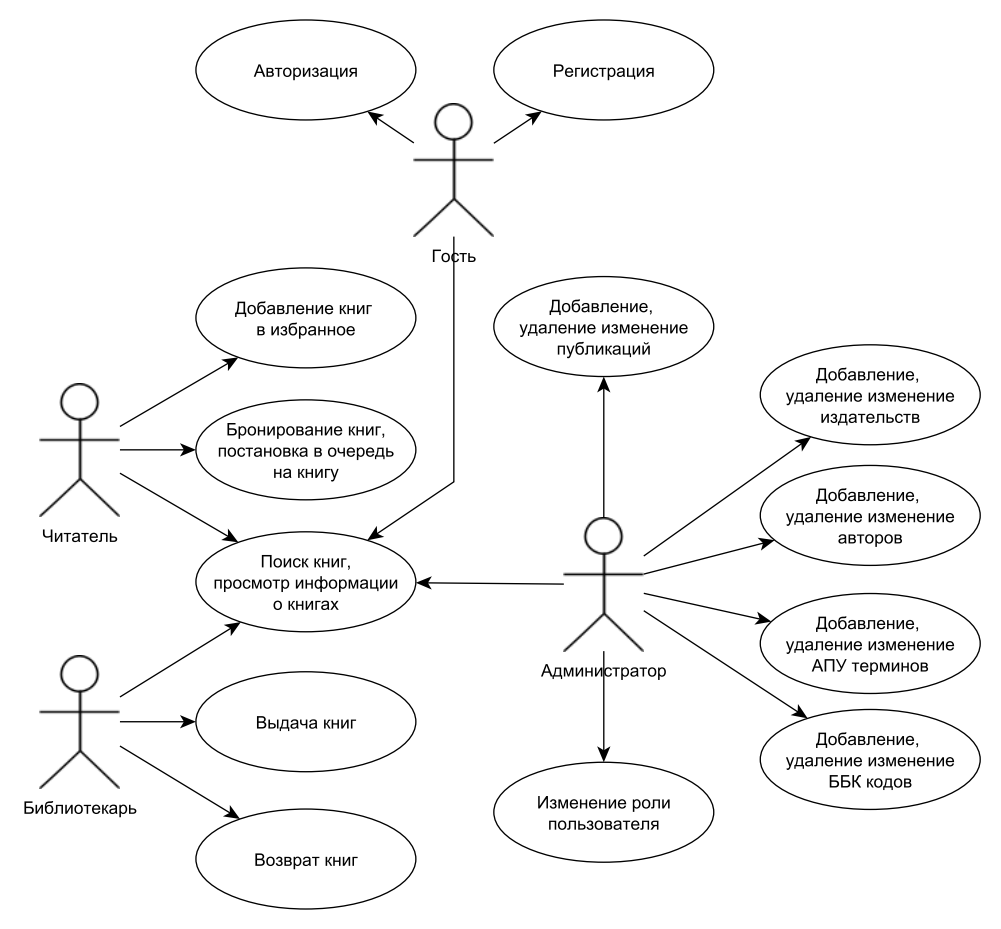 Авторизация
Регистрация
Гость
Добавление книг
в избранное
Добавление,
удаление изменение
публикаций
Добавление,
удаление изменение
издательств
Бронирование книг,
постановка в очередь
на книгу
Читатель
Добавление,
удаление изменение
авторов
Поиск книг,
просмотр информации
о книгах
Администратор
Добавление,
удаление изменение
АПУ терминов
Выдача книг
Добавление,
удаление изменение
ББК кодов
Библиотекарь
Изменение роли
пользователя
Возврат книг